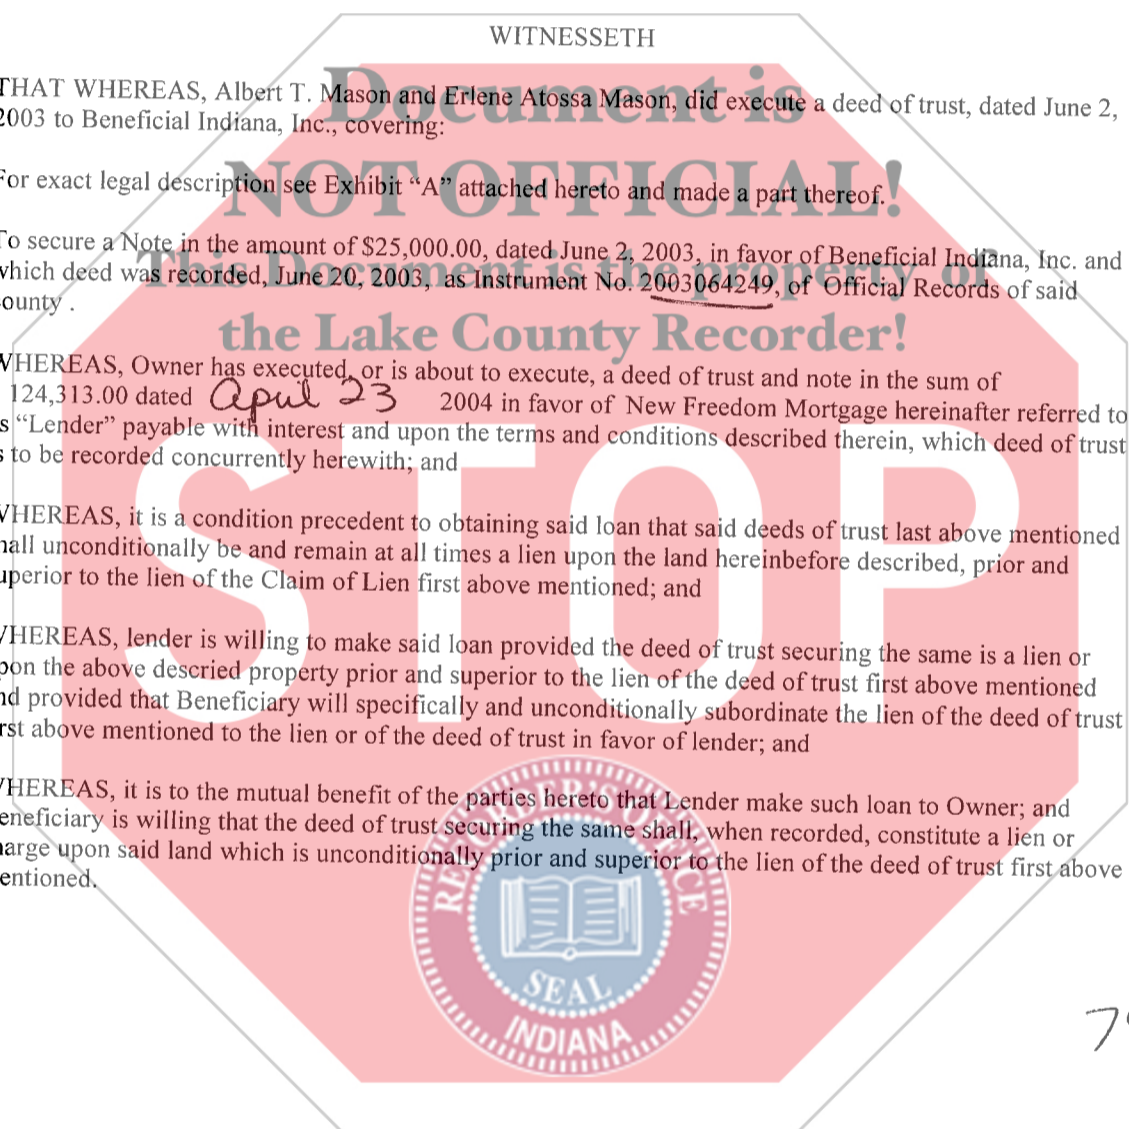 WITNESSETH
THAT WHEREAS, Albert T. Mason and Erlene Atossa Mason, did execute a deed of trust, dated June 2,
2003 to Beneficial Indiana, Inc., covering:
For exact legal description see Exhibit “A” attached hereto and made a part thereof.
To secure a Note in the amount of $25,000.00, dated June 2, 2003, in favor of Beneficial Indiana, Inc. and
which deed was recorded, June 20, 2003, as Instrument No. 2003064249, of Official Records of said
ounty .
WHEREAS, Owner has executed, or is about to execute, a deed of trust and note in the sum of
124,313.00 dated April 23 2004 in favor of New Freedom Mortgage hereinafter referred to
s “Lender” payable with interest and upon the terms and conditions described therein, which deed of trust
s to be recorded concurrently herewith; and
WHEREAS, it is a condition precedent to obtaining said loan that said deeds of trust last above mentioned
hall unconditionally be and remain at all times a lien upon the land hereinbefore described, prior and
uperior to the lien of the Claim of Lien first above mentioned; and
WHEREAS, lender is willing to make said loan provided the deed of trust securing the same is a lien or
pon the above descried property prior and superior to the lien of the deed of trust first above mentioned
nd provided that Beneficiary will specifically and unconditionally subordinate the lien of the deed of trust
rst above mentioned to the lien or of the deed of trust in favor of lender; and
WHEREAS, it is to the mutual benefit of the parties hereto that Lender make such loan to Owner; and
eneficiary is willing that the deed of trust securing the same shall, when recorded, constitute a lien or
harge upon said land which is unconditionally prior and superior to the lien of the deed of trust first above
entioned.
Document is
NOT OFFICIAL!
This Document is the property of
the Lake County Recorder!
STOP
RECORDER'S OFFICE
SEAL
INDIANA
7